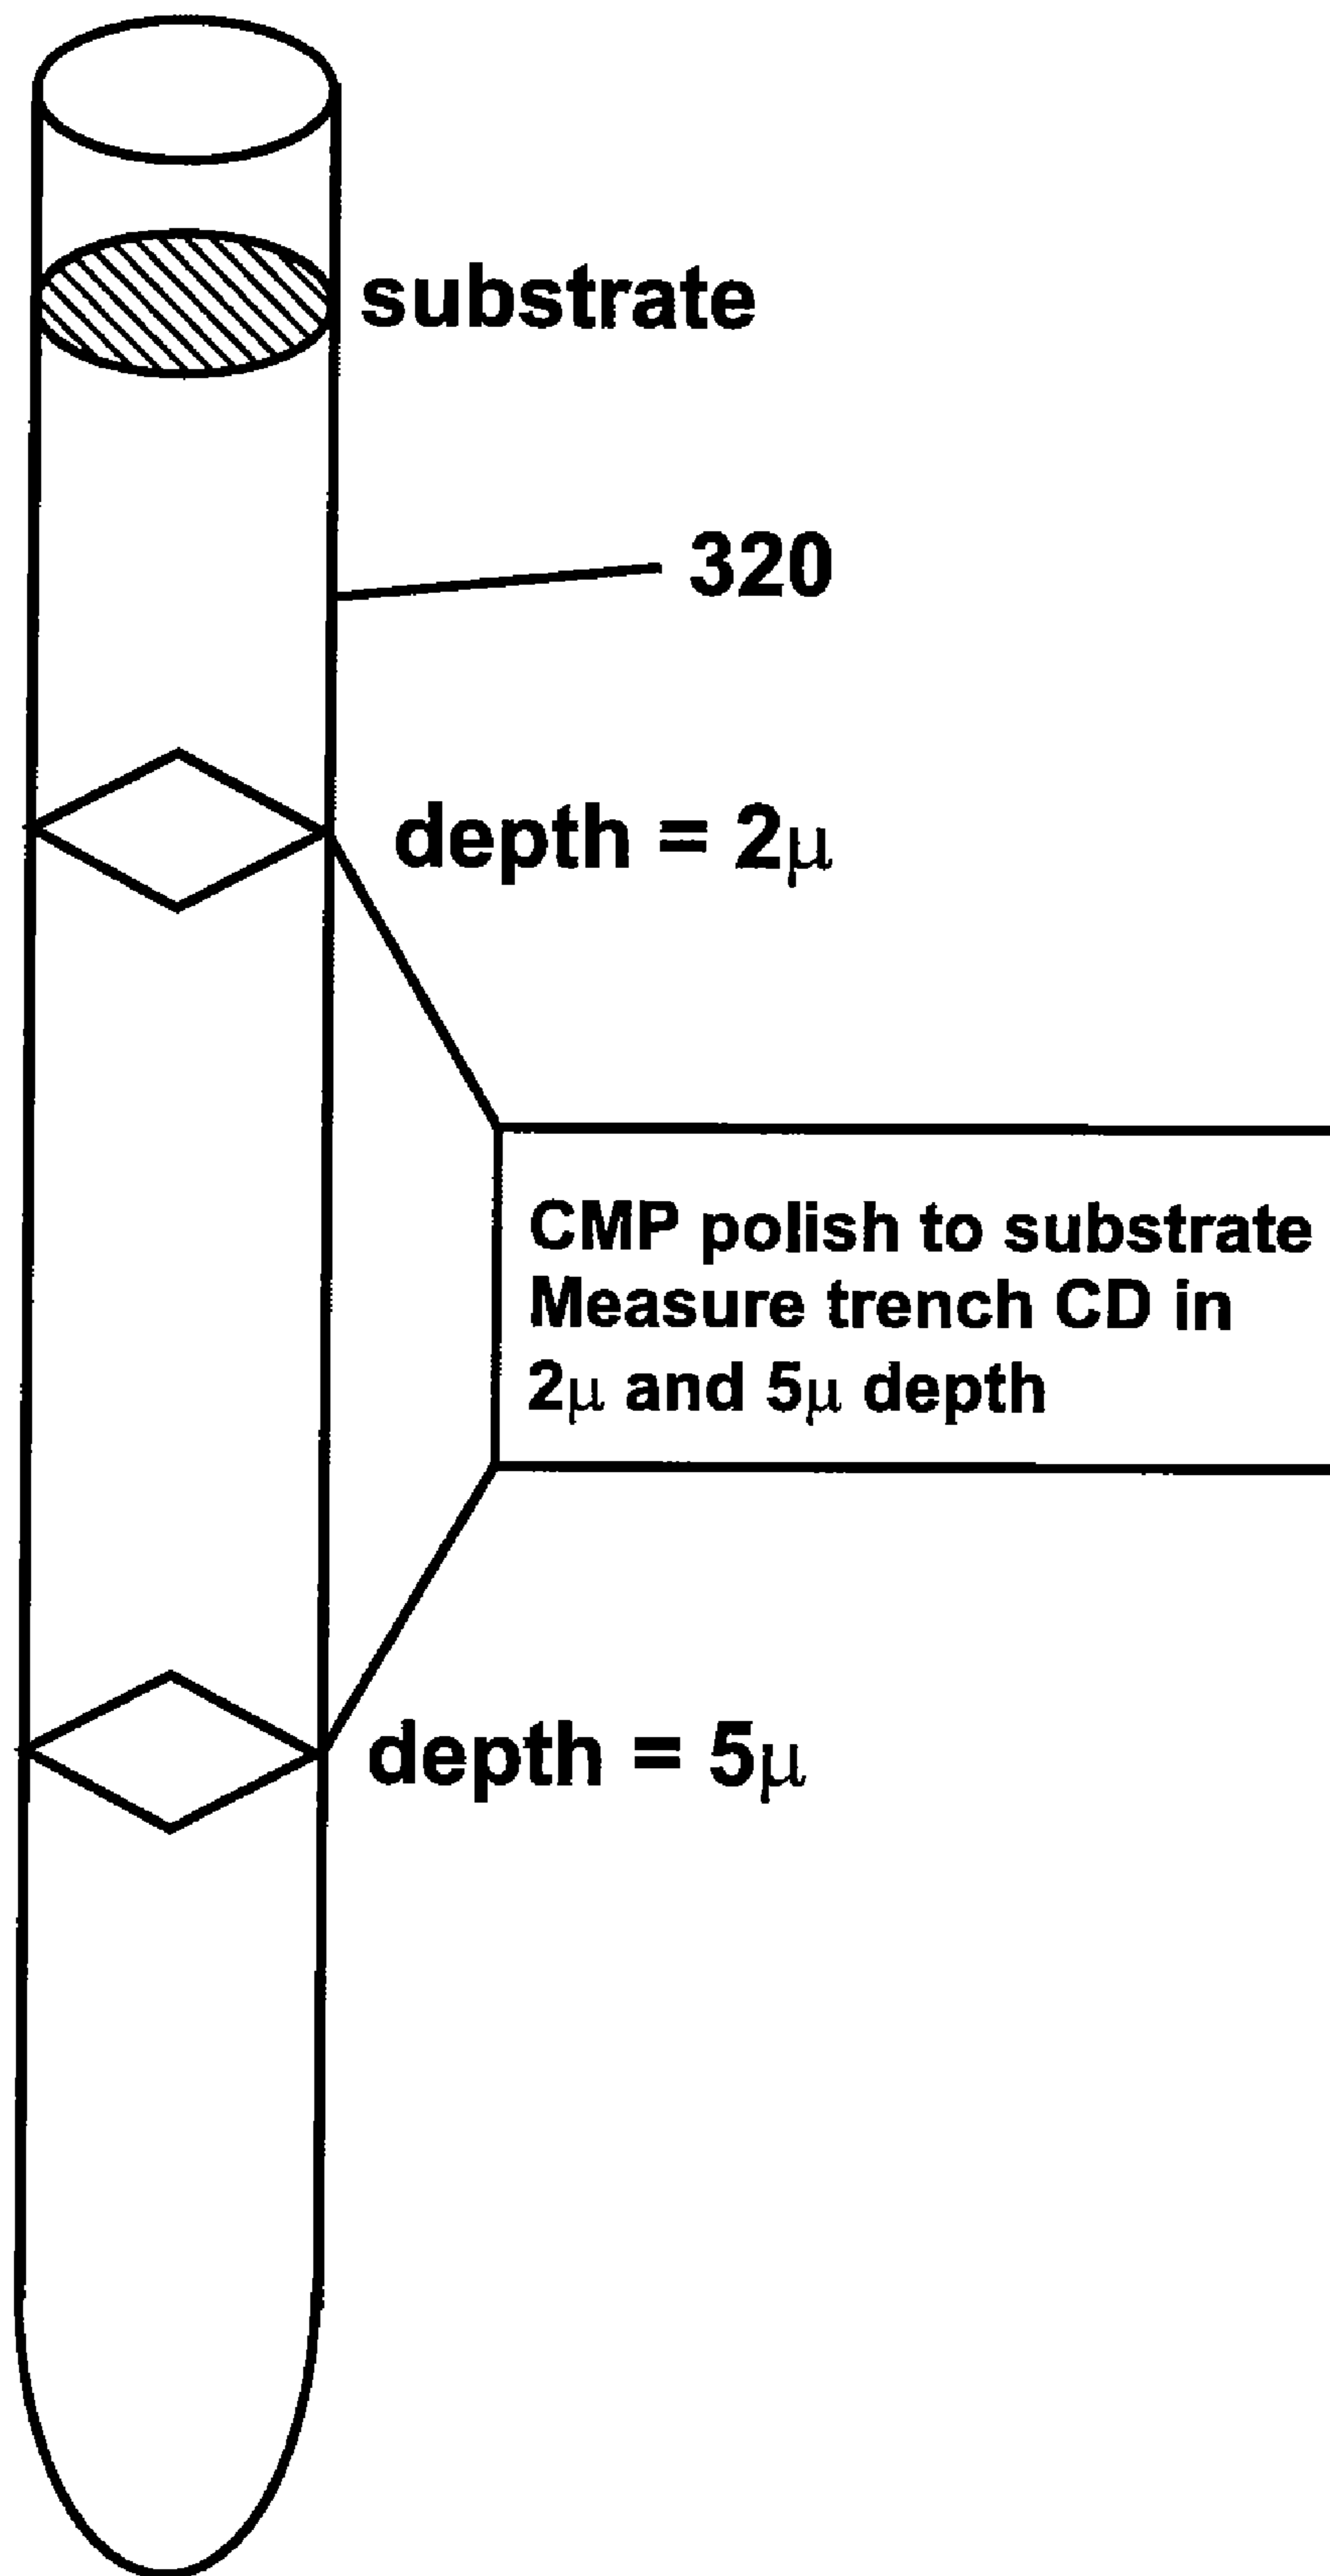 substrate
320
depth = 2μ
CMP polish to substrate
Measure trench CD in
2μ and 5μ depth
depth = 5μ